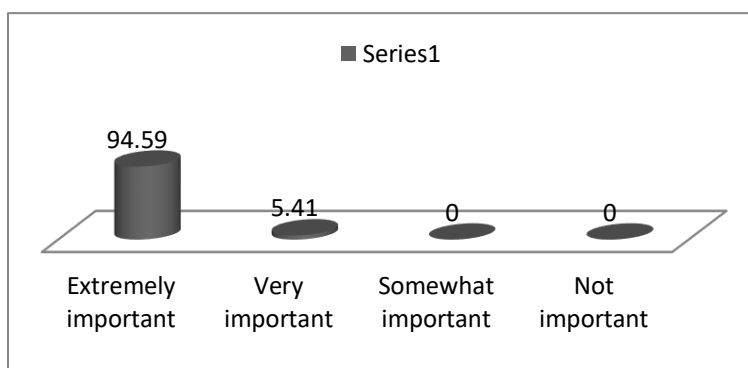 Series1
94.59
5.41
0
0
Extremely
important
Very
important
Somewhat
important
Not
important